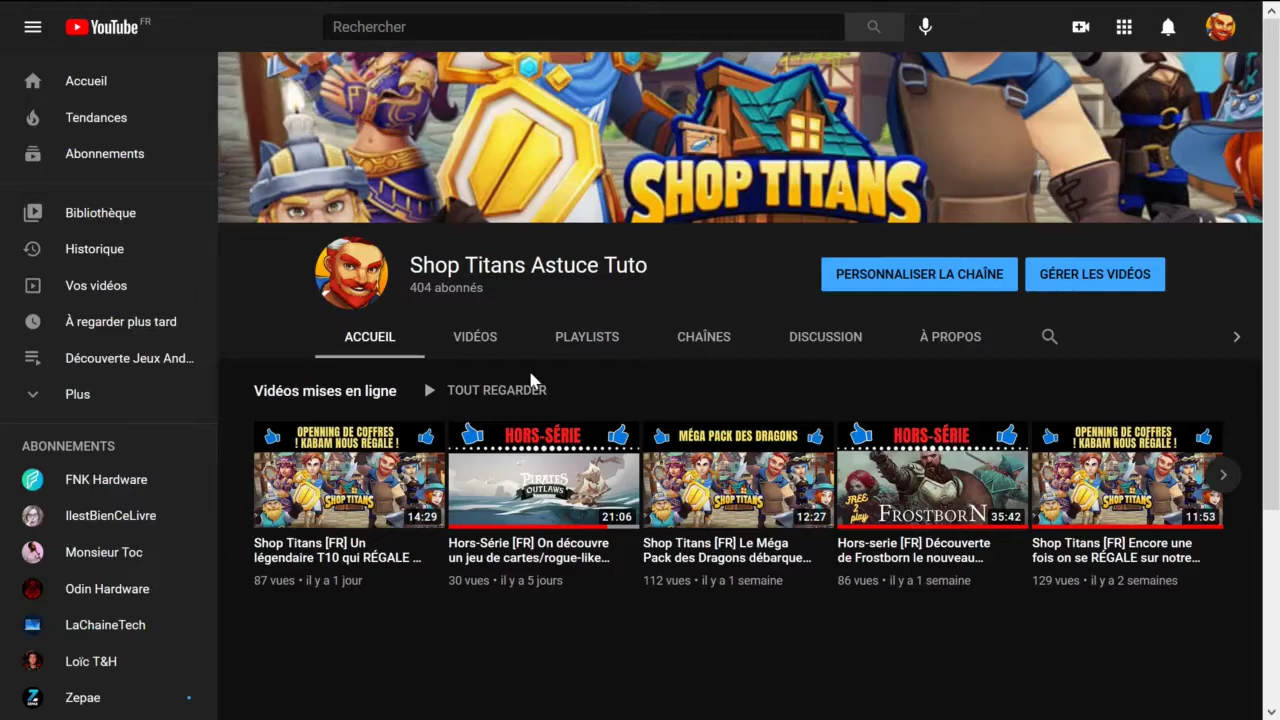 YouTube FR
Rechercher
Accueil
Tendances
Abonnements
Bibliothèque
Historique
Vos vidéos
À regarder plus tard
Découverte Jeux And...
Plus
ABONNEMENTS
FNK Hardware
IlestBienCeLivre
Monsieur Toc
Odin Hardware
LaChaineTech
Loïc T&H
Zepae
SHOP TITANS
Shop Titans Astuce Tuto
404 abonnés
PERSONNALISER LA CHAÎNE
GÉRER LES VIDÉOS
ACCUEIL
VIDÉOS
PLAYLISTS
CHAÎNES
DISCUSSION
À PROPOS
Vidéos mises en ligne
TOUT REGARDER
OPENNING DE COFFRES
! KABAM NOUS RÉGALE !
SHOP TITANS
14:29
Shop Titans [FR] Un
légendaire T10 qui RÉGALE ...
87 vues • il y a 1 jour
HORS-SÉRIE
PIRATES
OUTLAWS
21:06
Hors-Série [FR] On découvre
un jeu de cartes/rogue-like...
30 vues • il y a 5 jours
MÉGA PACK DES DRAGONS
SHOP TITANS
12:27
Shop Titans [FR] Le Méga
Pack des Dragons débarque...
112 vues • il y a 1 semaine
HORS-SÉRIE
FREE
2
play
FROSTBORN
35:42
Hors-serie [FR] Découverte
de Frostborn le nouveau...
86 vues • il y a 1 semaine
OPENNING DE COFFRES
! KABAM NOUS RÉGALE !
SHOP TITANS
11:53
Shop Titans [FR] Encore une
fois on se RÉGALE sur notre...
129 vues • il y a 2 semaines